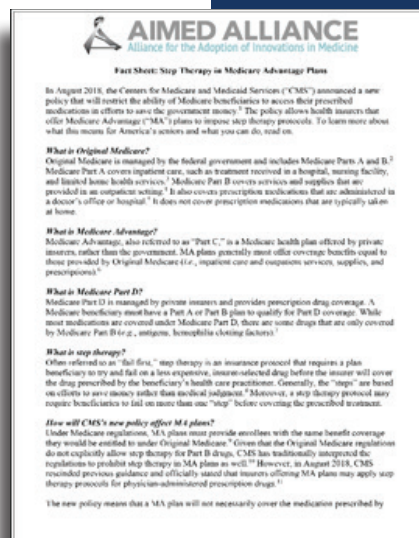 AIMED ALLIANCE
Alliance for the Adoption of Innovations in Medicine
Fact Sheet: Step Therapy in Medicare Advantage Plans
In August 2018, the Centers for Medicare and Medicaid Services ("CMS") announced a new
policy that will restrict the ability of Medicare beneficiaries to access their prescribed
medications in efforts to save the government money.¹ The policy allows health insurers that
offer Medicare Advantage ("MA") plans to impose step therapy protocols. To learn more about
what this means for America's seniors and what you can do, read on.
What is Original Medicare?
Original Medicare is managed by the federal government and includes Medicare Parts A and B.²
Medicare Part A covers inpatient care, such as treatment received in a hospital, nursing facility,
and limited home health services.³ Medicare Part B covers services and supplies that are
provided in an outpatient setting.⁴ It also covers prescription medications that are administered in
a doctor's office or hospital.⁵ It does not cover prescription medications that are typically taken
at home.
What is Medicare Advantage?
Medicare Advantage, also referred to as "Part C," is a Medicare health plan offered by private
insurers, rather than the government. MA plans generally must offer coverage benefits equal to
those provided by Original Medicare (i.e., inpatient care and outpatient services, supplies, and
prescriptions).⁶
What is Medicare Part D?
Medicare Part D is managed by private insurers and provides prescription drug coverage. A
Medicare beneficiary must have a Part A or Part B plan to qualify for Part D coverage. While
most medications are covered under Medicare Part D, there are some drugs that are only covered
by Medicare Part B (e.g., antigens, hemophilia clotting factors).⁷
What is step therapy?
Often referred to as "fail first," step therapy is an insurance protocol that requires a plan
beneficiary to try and fail on a less expensive, insurer-selected drug before the insurer will cover
the drug prescribed by the beneficiary's health care practitioner. Generally, the "steps" are based
on efforts to save money rather than medical judgment.⁸ Moreover, a step therapy protocol may
require beneficiaries to fail on more than one "step" before covering the prescribed treatment.
How will CMS's new policy affect MA plans?
Under Medicare regulations, MA plans must provide enrollees with the same benefit coverage
they would be entitled to under Original Medicare.⁹ Given that the Original Medicare regulations
do not explicitly allow step therapy for Part B drugs, CMS has traditionally interpreted the
regulations to prohibit step therapy in MA plans as well.¹⁰ However, in August 2018, CMS
rescinded previous guidance and officially stated that insurers offering MA plans may apply step
therapy protocols for physician-administered prescription drugs.¹¹
The new policy means that a MA plan will not necessarily cover the medication prescribed by